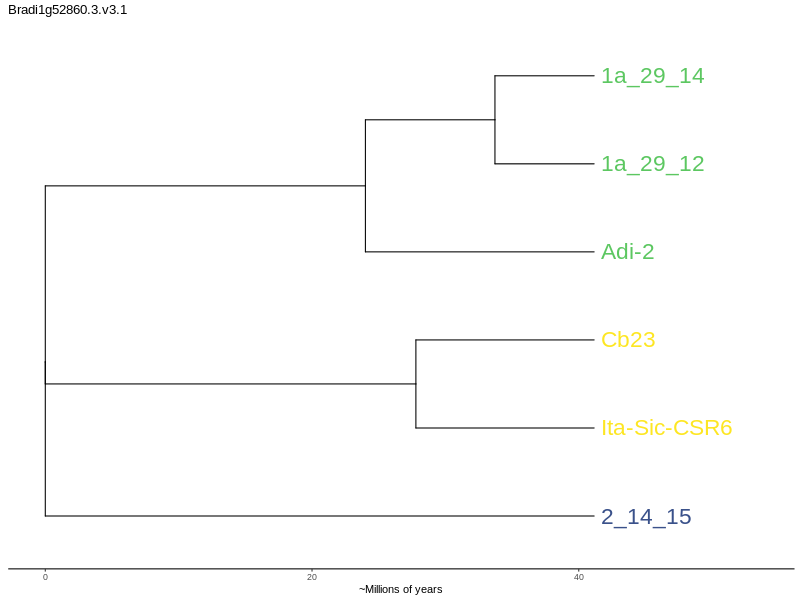 Bradi1g52860.3.v3.1
1a_29_14
1a_29_12
Adi-2
Cb23
Ita-Sic-CSR6
2_14_15
0 20 40
~Millions of years